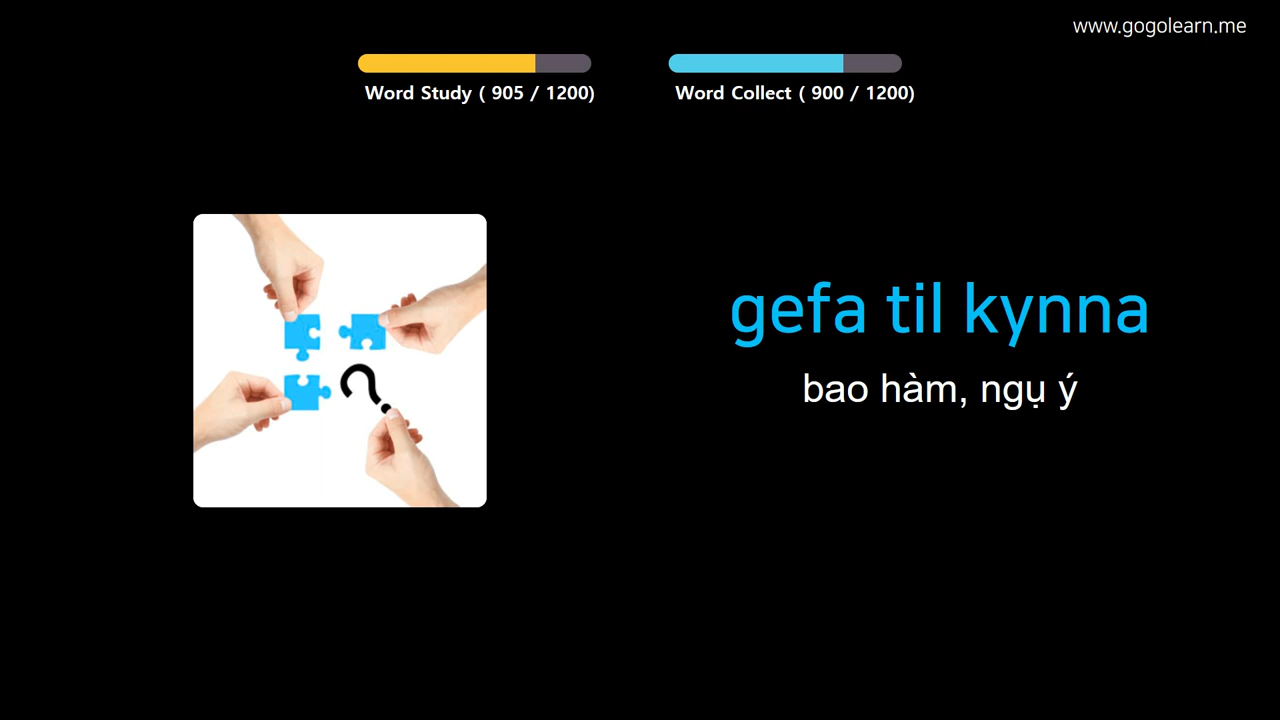 www.gogolearn.me
Word Study ( 905 / 1200)
Word Collect ( 900 / 1200)
gefa til kynna
bao hàm, ngụ ý